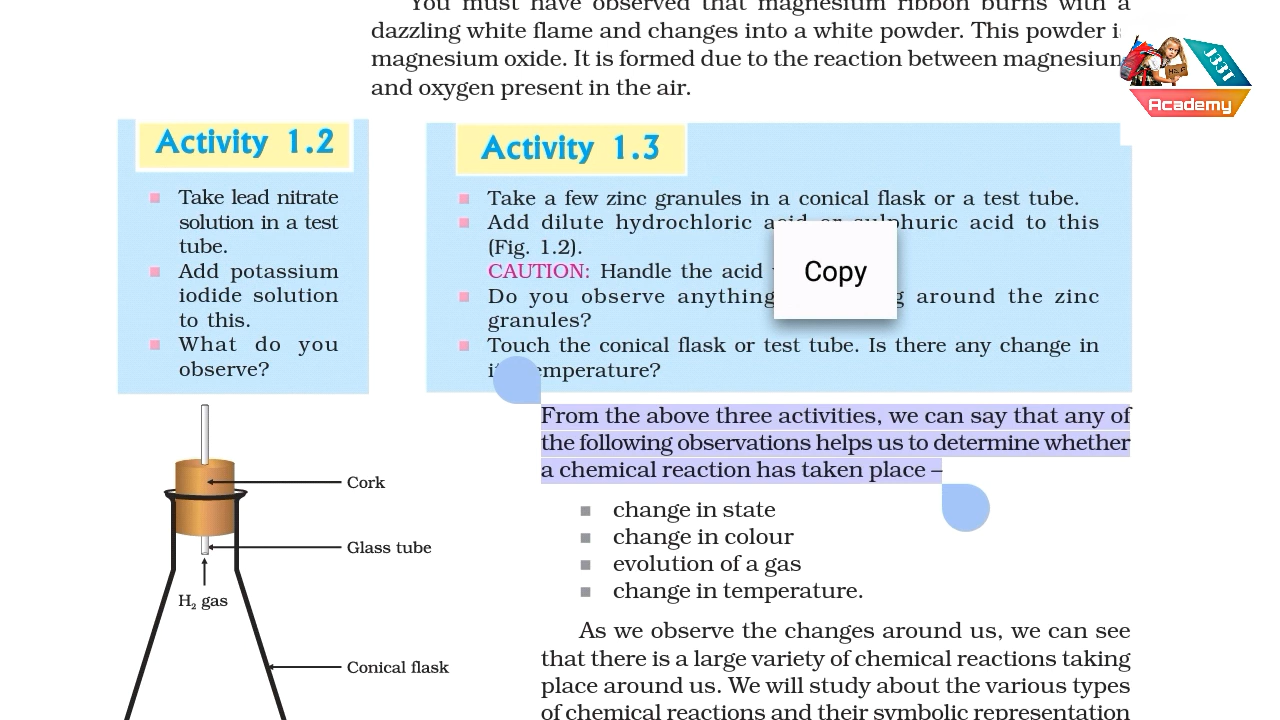 You must have observed that magnesium ribbon burns with a
dazzling white flame and changes into a white powder. This powder
magnesium oxide. It is formed due to the reaction between magnesium
and oxygen present in the air.
1331
Academy
Activity 1.2
Take lead nitrate
solution in a test
tube.
Add potassium
iodide solution
to this.
What do you
observe?
Activity 1.3
Take a few zinc granules in a conical flask or a test tube.
Add dilute hydrochloric acid or sulphuric acid to this
(Fig. 1.2).
CAUTION: Handle the acid
Do you observe anything around the zinc
granules?
Touch the conical flask or test tube. Is there any change in
temperature?
Copy
From the above three activities, we can say that any of
the following observations helps us to determine whether
a chemical reaction has taken place –
change in state
change in colour
evolution of a gas
change in temperature.
As we observe the changes around us, we can see
that there is a large variety of chemical reactions taking
place around us. We will study about the various types
of chemical reactions and their symbolic representation
Cork
Glass tube
H₂ gas
Conical flask